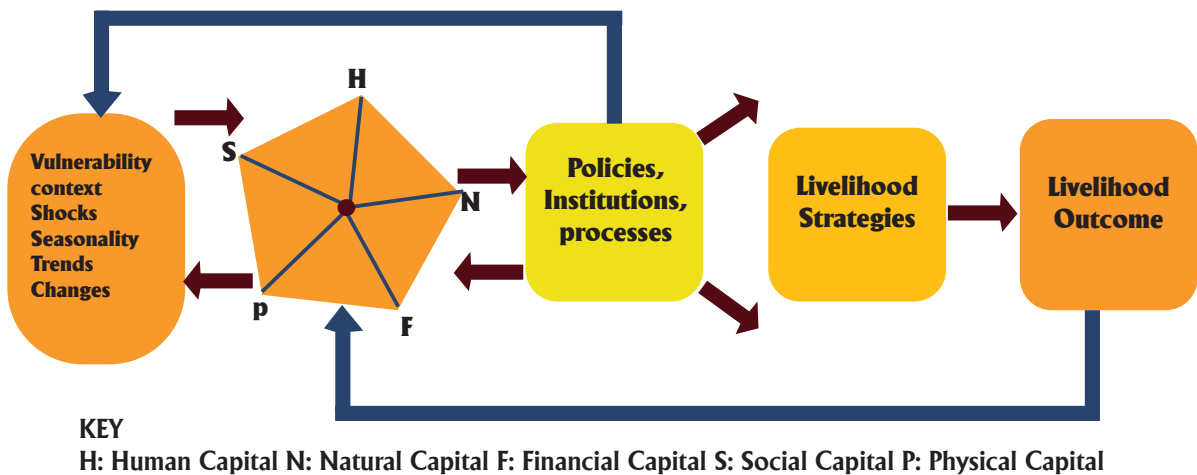 Vulnerability
context
Shocks
Seasonality
Trends
Changes
H
S
N
p
F
Policies,
Institutions,
processes
Livelihood
Strategies
Livelihood
Outcome
KEY
H: Human Capital N: Natural Capital F: Financial Capital S: Social Capital P: Physical Capital